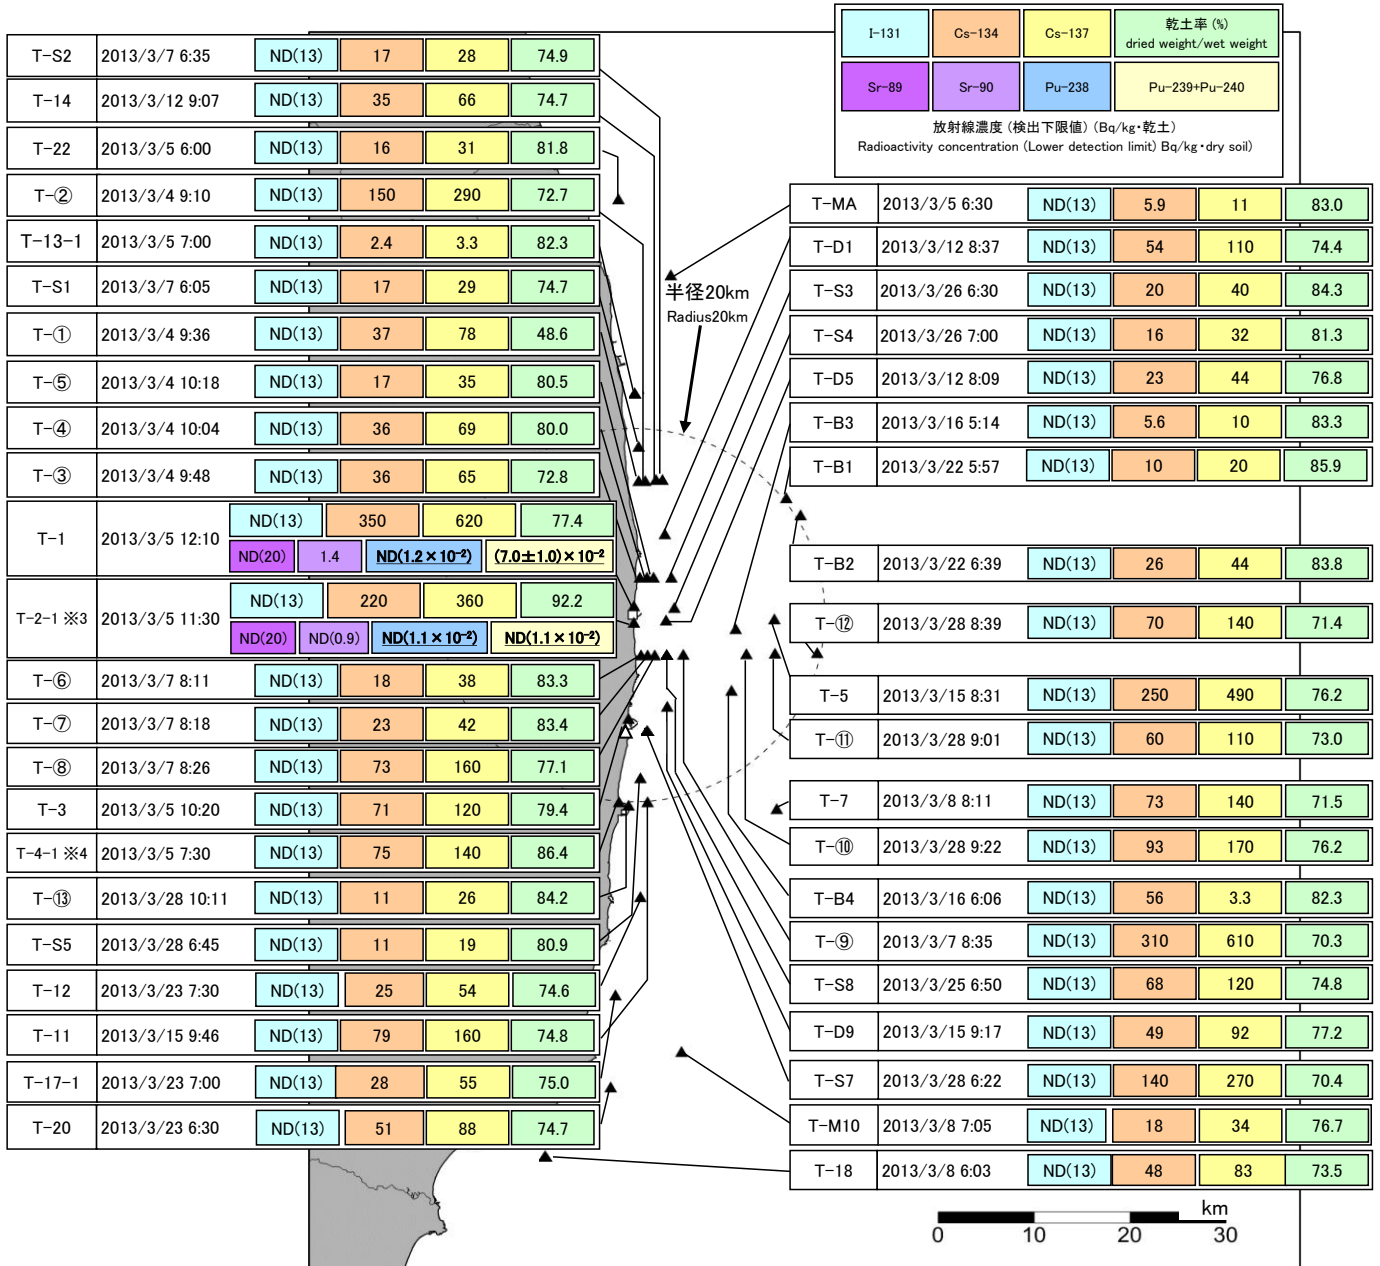 I-131 Cs-134 Cs-137 乾土率 (%)
dried weight/wet weight
Sr-89 Sr-90 Pu-238 Pu-239+Pu-240
放射線濃度 (検出下限値) (Bq/kg・乾土)
Radioactivity concentration (Lower detection limit) Bq/kg・dry soil)
T-S2 2013/3/7 6:35 ND(13) 17 28 74.9
T-14 2013/3/12 9:07 ND(13) 35 66 74.7
T-22 2013/3/5 6:00 ND(13) 16 31 81.8
T-② 2013/3/4 9:10 ND(13) 150 290 72.7
T-13-1 2013/3/5 7:00 ND(13) 2.4 3.3 82.3
T-S1 2013/3/7 6:05 ND(13) 17 29 74.7
T-① 2013/3/4 9:36 ND(13) 37 78 48.6
T-⑤ 2013/3/4 10:18 ND(13) 17 35 80.5
T-④ 2013/3/4 10:04 ND(13) 36 69 80.0
T-③ 2013/3/4 9:48 ND(13) 36 65 72.8
T-1 2013/3/5 12:10 ND(13) 350 620 77.4
ND(20) 1.4 ND(1.2×10⁻²) (7.0±1.0)×10⁻²
T-2-1 ※3 2013/3/5 11:30 ND(13) 220 360 92.2
ND(20) ND(0.9) ND(1.1×10⁻²) ND(1.1×10⁻²)
T-⑥ 2013/3/7 8:11 ND(13) 18 38 83.3
T-⑦ 2013/3/7 8:18 ND(13) 23 42 83.4
T-⑧ 2013/3/7 8:26 ND(13) 73 160 77.1
T-3 2013/3/5 10:20 ND(13) 71 120 79.4
T-4-1 ※4 2013/3/5 7:30 ND(13) 75 140 86.4
T-⑬ 2013/3/28 10:11 ND(13) 11 26 84.2
T-S5 2013/3/28 6:45 ND(13) 11 19 80.9
T-12 2013/3/23 7:30 ND(13) 25 54 74.6
T-11 2013/3/15 9:46 ND(13) 79 160 74.8
T-17-1 2013/3/23 7:00 ND(13) 28 55 75.0
T-20 2013/3/23 6:30 ND(13) 51 88 74.7
半径20km
Radius20km
T-MA 2013/3/5 6:30 ND(13) 5.9 11 83.0
T-D1 2013/3/12 8:37 ND(13) 54 110 74.4
T-S3 2013/3/26 6:30 ND(13) 20 40 84.3
T-S4 2013/3/26 7:00 ND(13) 16 32 81.3
T-D5 2013/3/12 8:09 ND(13) 23 44 76.8
T-B3 2013/3/16 5:14 ND(13) 5.6 10 83.3
T-B1 2013/3/22 5:57 ND(13) 10 20 85.9
T-B2 2013/3/22 6:39 ND(13) 26 44 83.8
T-⑫ 2013/3/28 8:39 ND(13) 70 140 71.4
T-5 2013/3/15 8:31 ND(13) 250 490 76.2
T-⑪ 2013/3/28 9:01 ND(13) 60 110 73.0
T-7 2013/3/8 8:11 ND(13) 73 140 71.5
T-⑩ 2013/3/28 9:22 ND(13) 93 170 76.2
T-B4 2013/3/16 6:06 ND(13) 56 3.3 82.3
T-⑨ 2013/3/7 8:35 ND(13) 310 610 70.3
T-S8 2013/3/25 6:50 ND(13) 68 120 74.8
T-D9 2013/3/15 9:17 ND(13) 49 92 77.2
T-S7 2013/3/28 6:22 ND(13) 140 270 70.4
T-M10 2013/3/8 7:05 ND(13) 18 34 76.7
T-18 2013/3/8 6:03 ND(13) 48 83 73.5
km
0 10 20 30